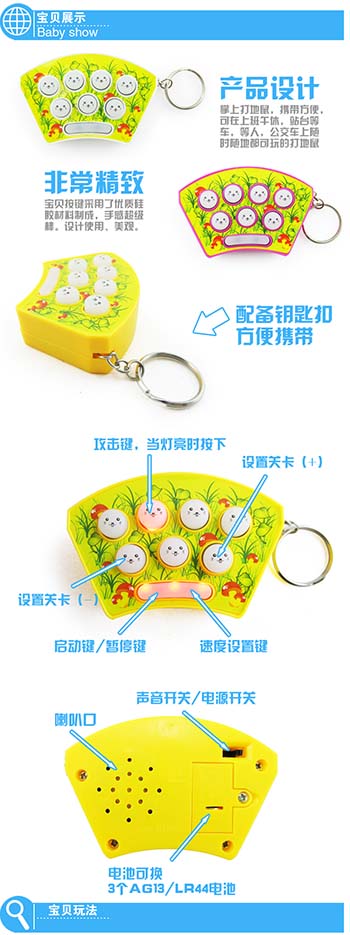 宝贝展示
Baby show
产品设计
掌上打地鼠，携带方便，
可在上班午休，站台等
车，等人，公交车上随
时随地都可玩的打地鼠
非常精致
宝贝按键采用了优质硅
胶材料制成，手感超级
棒。设计使用、美观。
配备钥匙扣
方便携带
攻击键，当灯亮时按下
设置关卡（+）
设置关卡（-）
启动键/暂停键
速度设置键
声音开关/电源开关
喇叭口
电池可换
3个AG13/LR44电池
宝贝玩法